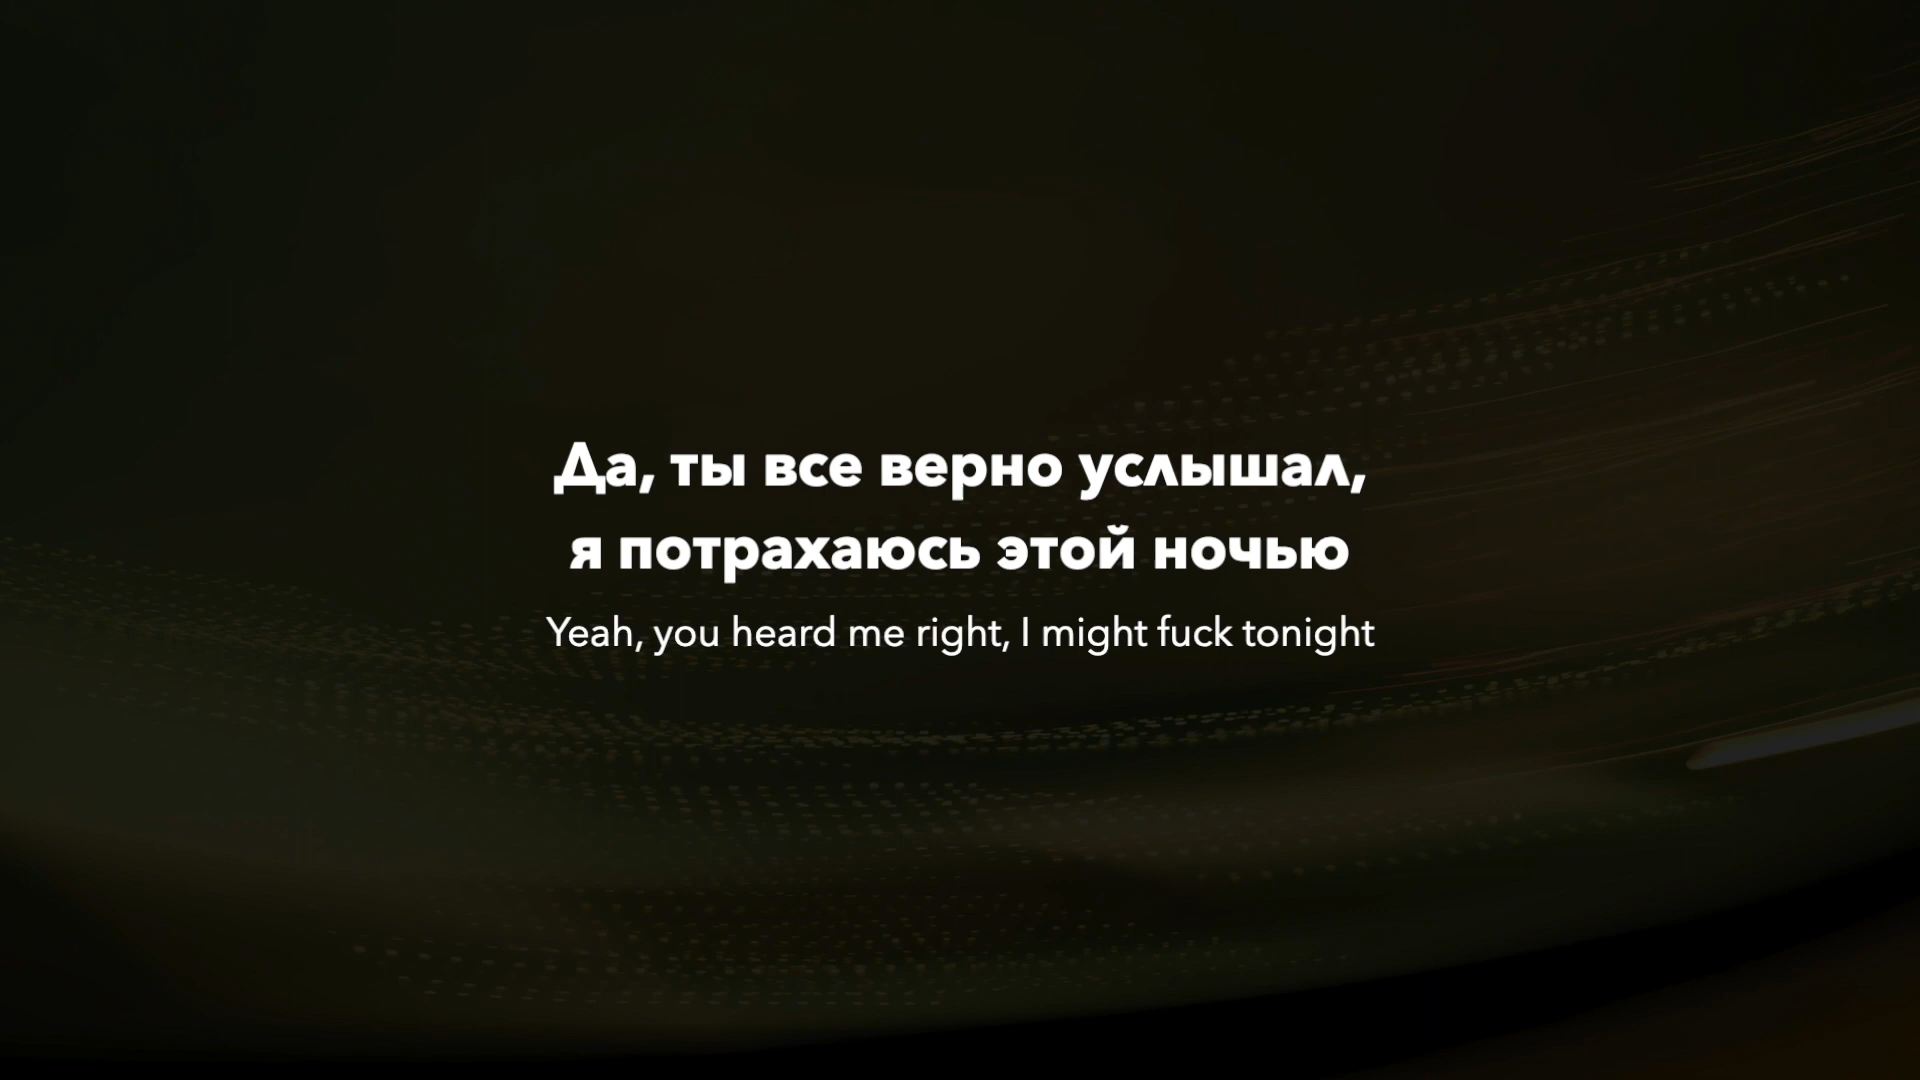 Да, ты все верно услышал,
я потрахаюсь этой ночью
Yeah, you heard me right, I might fuck tonight